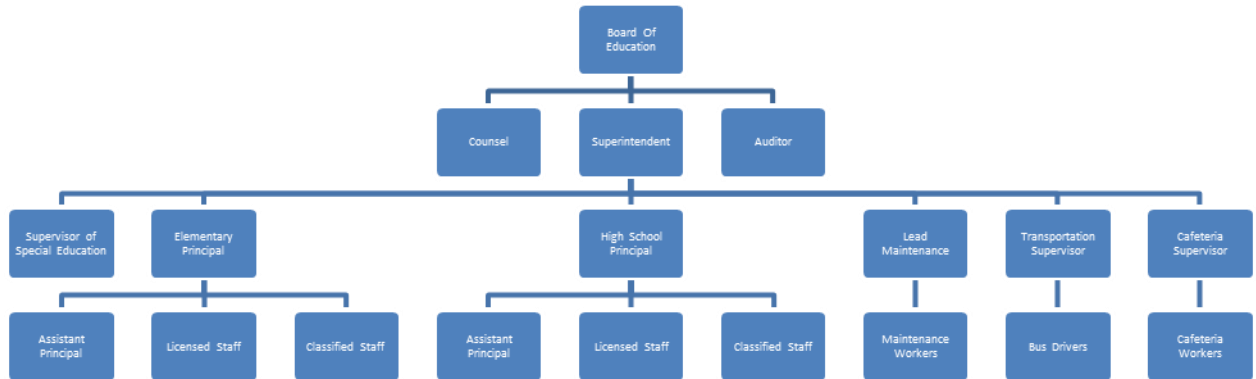 Board Of
Education
Counsel
Superintendent
Auditor
Supervisor of
Special Education
Elementary
Principal
High School
Principal
Lead
Maintenance
Transportation
Supervisor
Cafeteria
Supervisor
Assistant
Principal
Licensed Staff
Classified Staff
Assistant
Principal
Licensed Staff
Classified Staff
Maintenance
Workers
Bus Drivers
Cafeteria
Workers